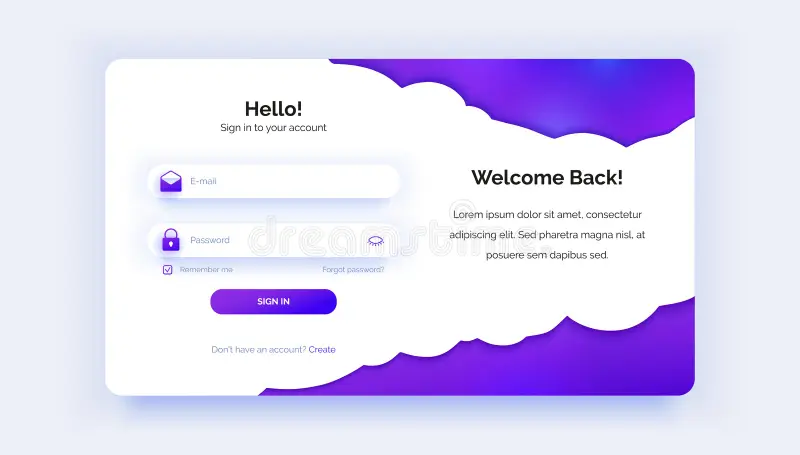 Hello!
Sign in to your account
E-mail
Password
Remember me
Forgot password?
SIGN IN
Don't have an account? Create
Welcome Back!
Lorem ipsum dolor sit amet, consectetur
adipiscing elit. Sed pharetra magna nisl, at
posuere sem dapibus sed.
dreamstime